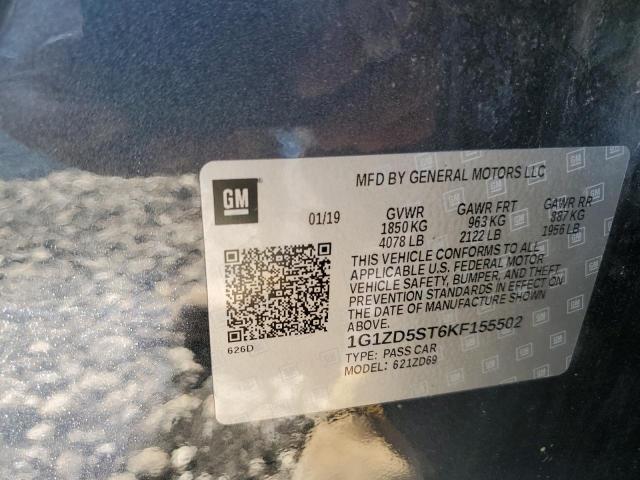 GM
MFD BY GENERAL MOTORS LLC
01/19 GVWR GAWR FRT GAWR RR
1850 KG 963 KG 887 KG
4078 LB 2122 LB 1956 LB
THIS VEHICLE CONFORMS TO ALL
APPLICABLE U.S. FEDERAL MOTOR
VEHICLE SAFETY, BUMPER, AND THEFT
PREVENTION STANDARDS IN EFFECT ON
THE DATE OF MANUFACTURE SHOWN
ABOVE.
1G1ZD5ST6KF155502
TYPE: PASS CAR
MODEL: 621ZD69
626D